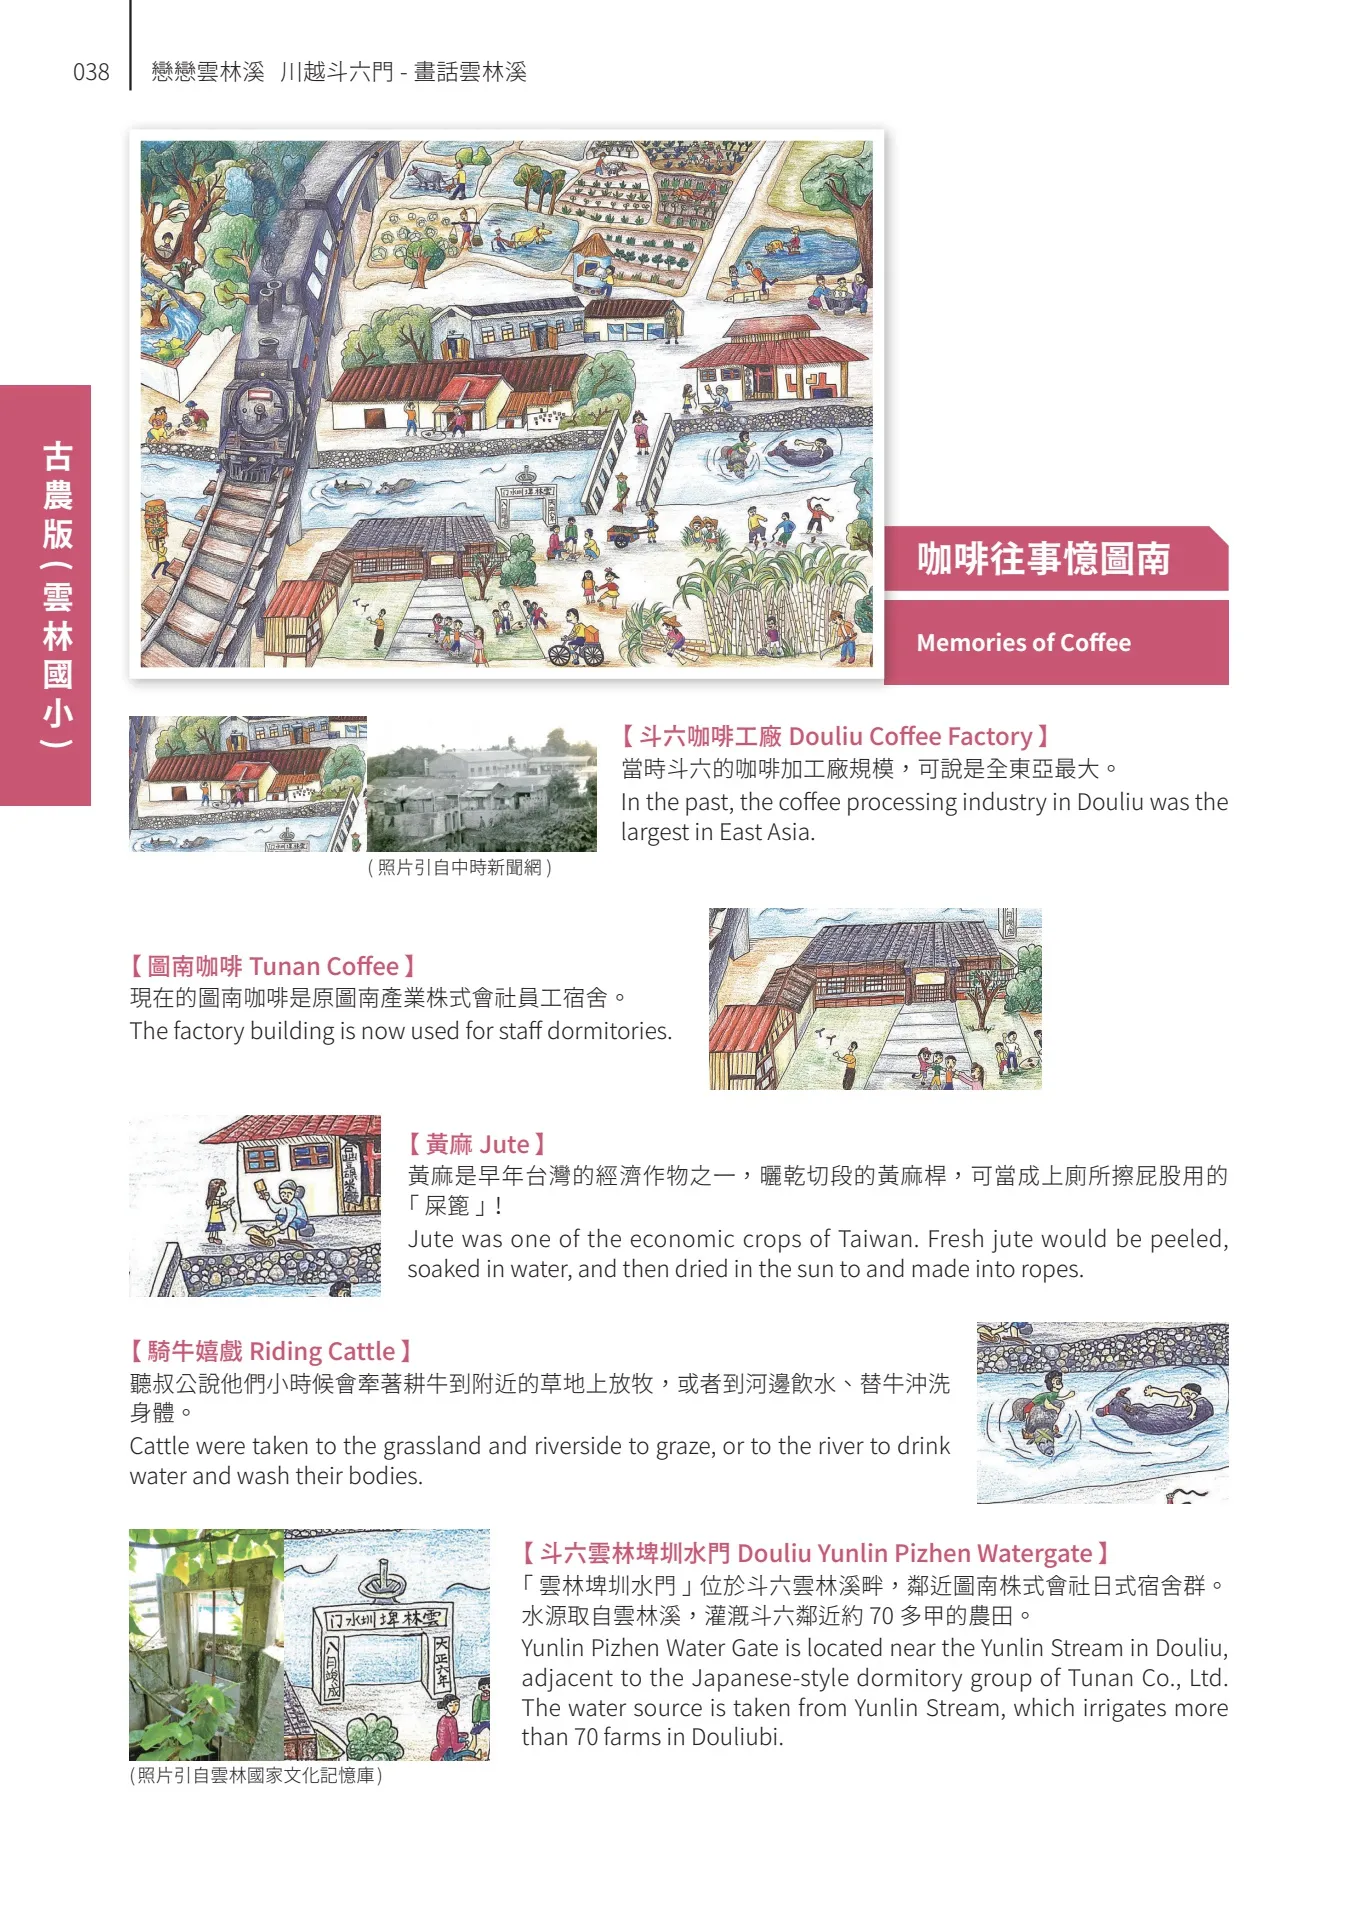 038
戀戀雲林溪 川越斗六門 - 畫話雲林溪
古農版(雲林國小)
咖啡往事憶圖南
Memories of Coffee
【 斗六咖啡工廠 Douliu Coffee Factory 】
當時斗六的咖啡加工廠規模，可說是全東亞最大。
In the past, the coffee processing industry in Douliu was the
largest in East Asia.
( 照片引自中時新聞網 )
【 圖南咖啡 Tunan Coffee 】
現在的圖南咖啡是原圖南產業株式會社員工宿舍。
The factory building is now used for staff dormitories.
【 黃麻 Jute 】
黃麻是早年台灣的經濟作物之一，曬乾切段的黃麻桿，可當成上廁所擦屁股用的
「 屎篦 」!
Jute was one of the economic crops of Taiwan. Fresh jute would be peeled,
soaked in water, and then dried in the sun to and made into ropes.
【 騎牛嬉戲 Riding Cattle 】
聽叔公說他們小時候會牽著耕牛到附近的草地上放牧，或者到河邊飲水、替牛沖洗
身體。
Cattle were taken to the grassland and riverside to graze, or to the river to drink
water and wash their bodies.
雲林埤圳水门
大正六年
八月竣成
【 斗六雲林埤圳水門 Douliu Yunlin Pizhen Watergate 】
「 雲林埤圳水門 」位於斗六雲林溪畔，鄰近圖南株式會社日式宿舍群。
水源取自雲林溪，灌溉斗六鄰近約 70 多甲的農田。
Yunlin Pizhen Water Gate is located near the Yunlin Stream in Douliu,
adjacent to the Japanese-style dormitory group of Tunan Co., Ltd.
The water source is taken from Yunlin Stream, which irrigates more
than 70 farms in Douliubi.
(照片引自雲林國家文化記憶庫)